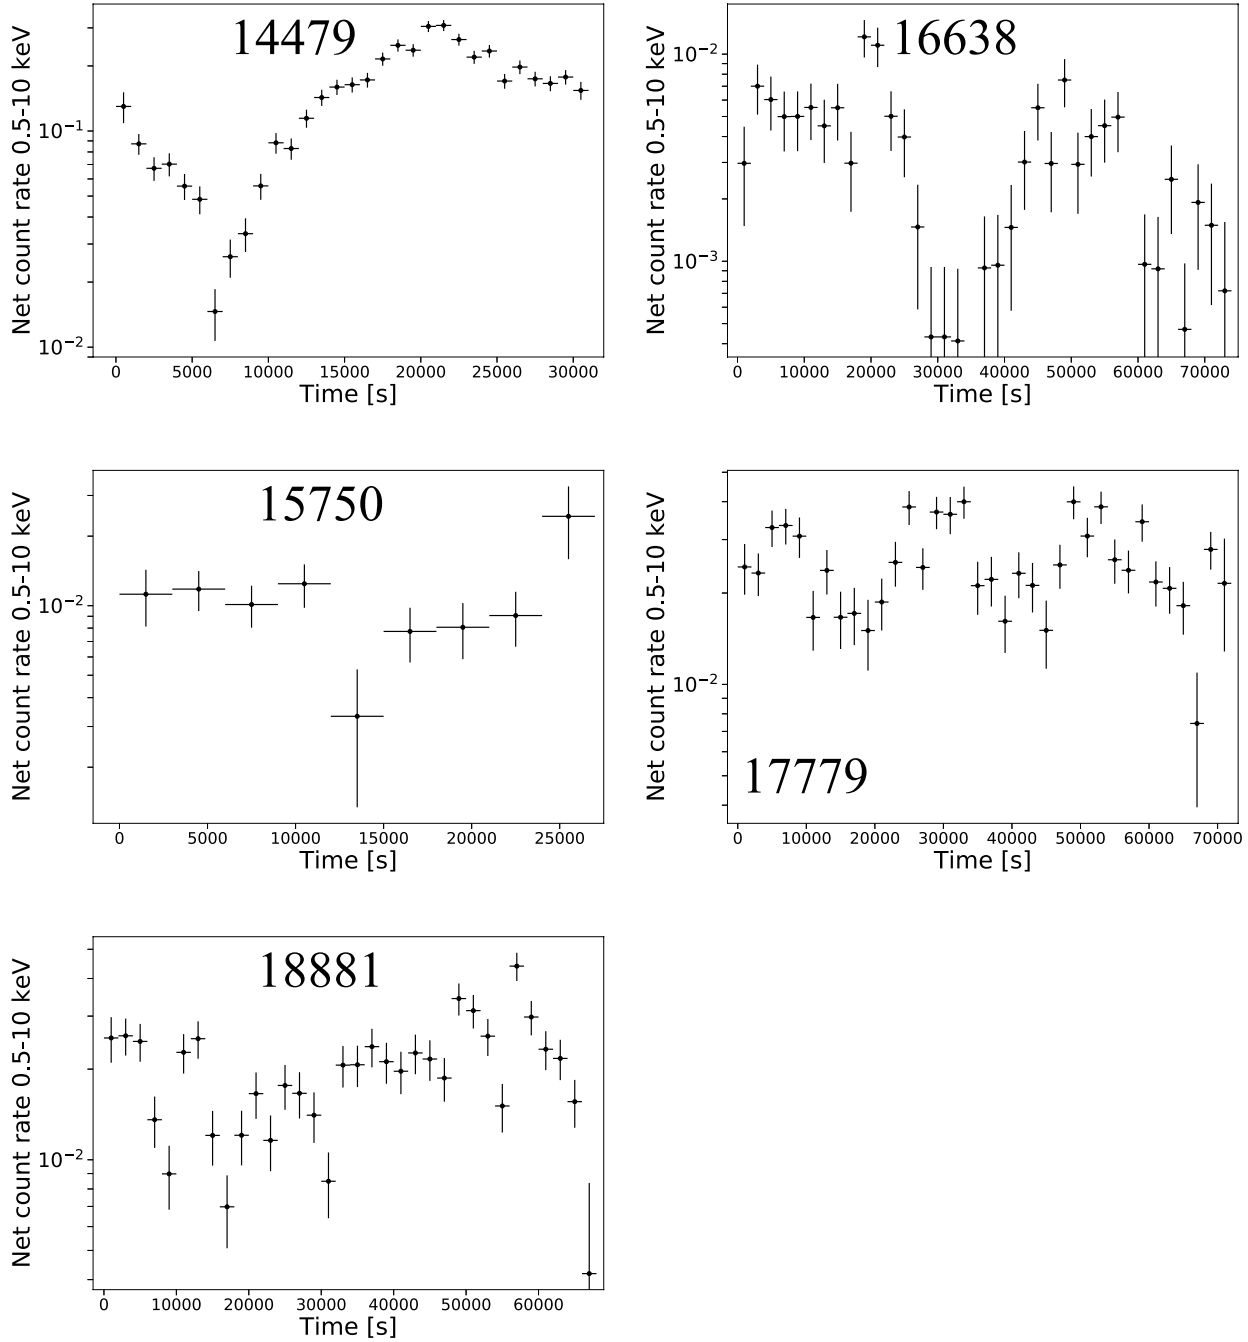 14479
Net count rate 0.5-10 keV
10⁻¹
10⁻²
0 5000 10000 15000 20000 25000 30000
Time [s]
16638
Net count rate 0.5-10 keV
10⁻²
10⁻³
0 10000 20000 30000 40000 50000 60000 70000
Time [s]
15750
Net count rate 0.5-10 keV
10⁻²
0 5000 10000 15000 20000 25000
Time [s]
17779
Net count rate 0.5-10 keV
10⁻²
0 10000 20000 30000 40000 50000 60000 70000
Time [s]
18881
Net count rate 0.5-10 keV
10⁻²
0 10000 20000 30000 40000 50000 60000
Time [s]